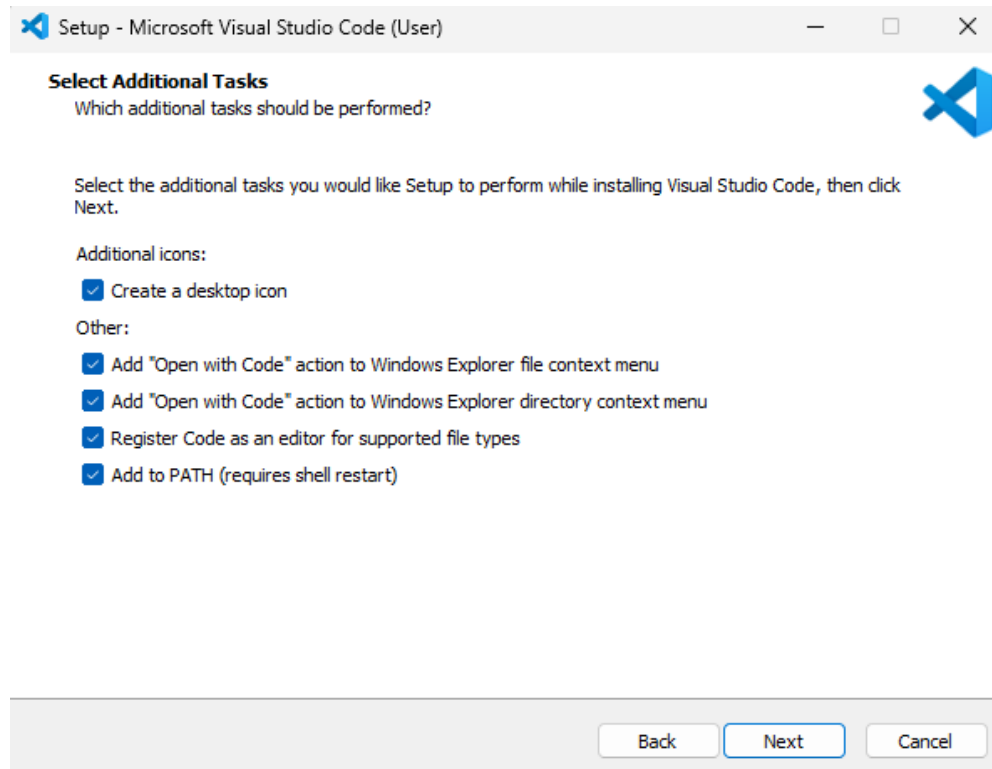 Setup - Microsoft Visual Studio Code (User)
Select Additional Tasks
Which additional tasks should be performed?
Select the additional tasks you would like Setup to perform while installing Visual Studio Code, then click
Next.
Additional icons:
Create a desktop icon
Other:
Add "Open with Code" action to Windows Explorer file context menu
Add "Open with Code" action to Windows Explorer directory context menu
Register Code as an editor for supported file types
Add to PATH (requires shell restart)
Back Next Cancel